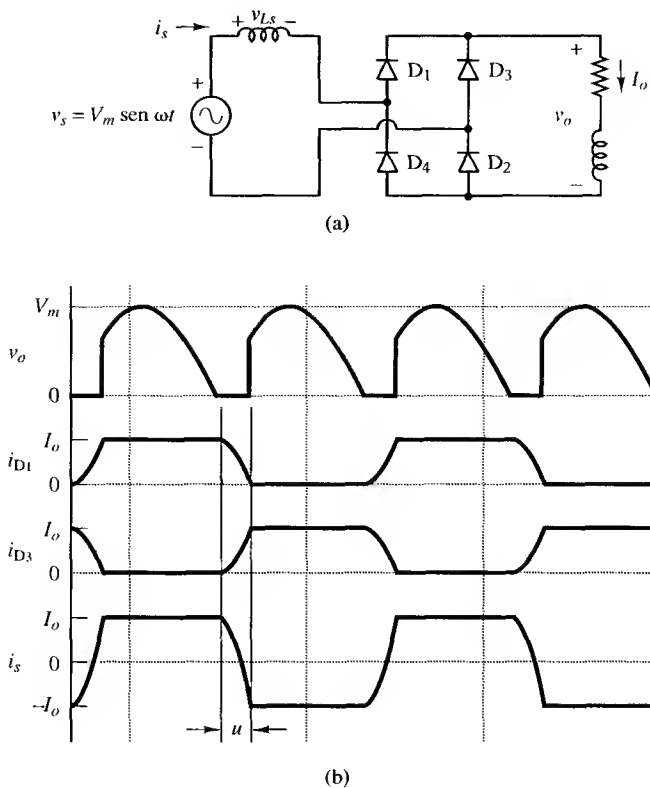 i_s + v_Ls −
D_1 D_3 +
+ I_o
v_s = V_m sen ωt v_o
−
D_4 D_2 −
(a)
V_m
v_o
0
I_o
i_D1
0
I_o
i_D3
0
I_o
i_s 0
−I_o
u
(b)